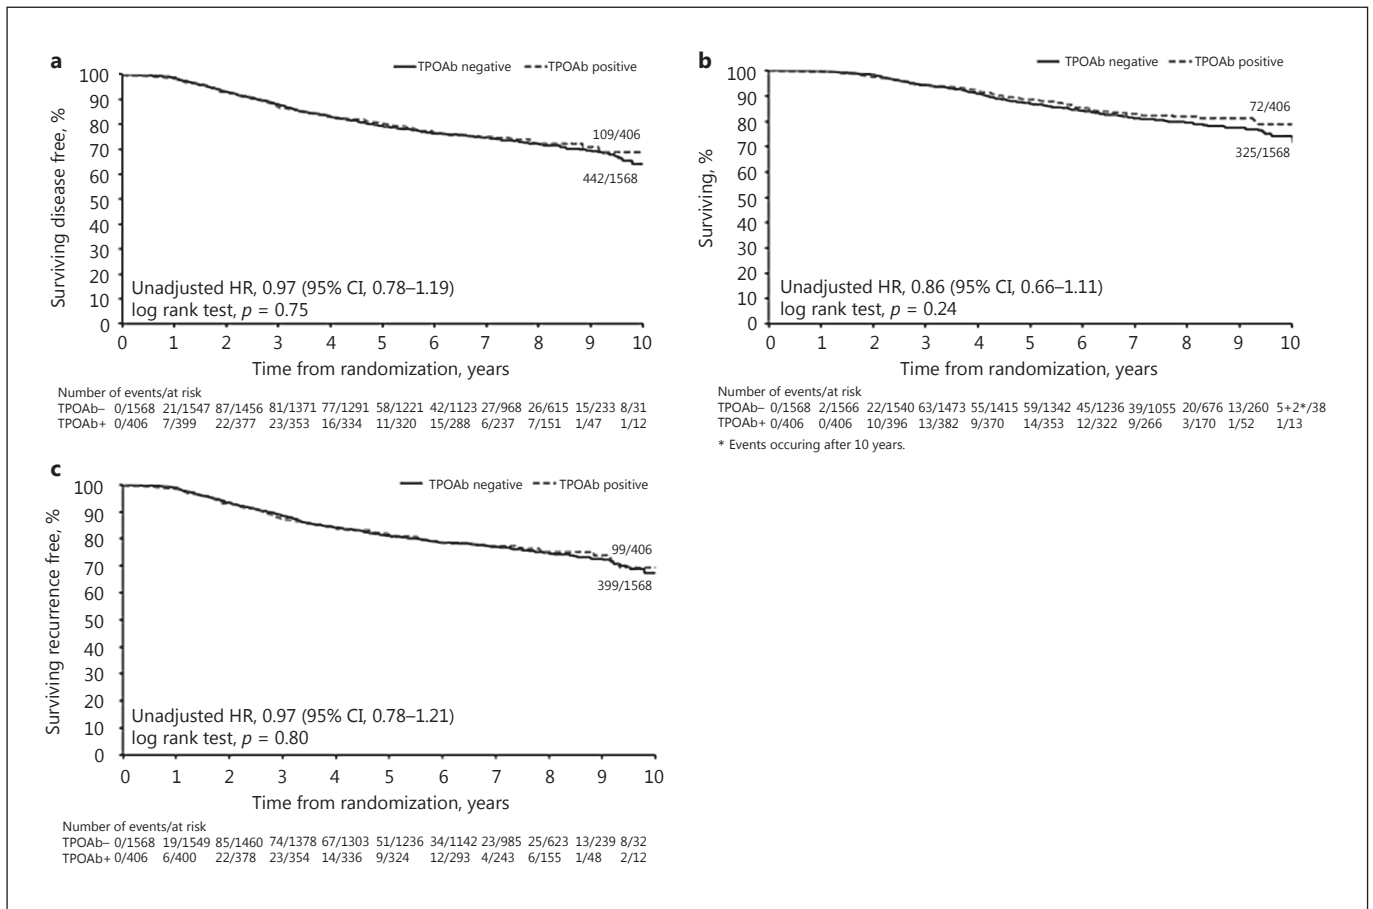 a
TPOAb negative TPOAb positive
100
90
80
70
60
50
40
30
20
10
0
Surviving disease free, %
109/406
442/1568
Unadjusted HR, 0.97 (95% CI, 0.78–1.19)
log rank test, p = 0.75
0 1 2 3 4 5 6 7 8 9 10
Time from randomization, years
Number of events/at risk
TPOAb– 0/1568 21/1547 87/1456 81/1371 77/1291 58/1221 42/1123 27/968 26/615 15/233 8/31
TPOAb+ 0/406 7/399 22/377 23/353 16/334 11/320 15/288 6/237 7/151 1/47 1/12
b
TPOAb negative TPOAb positive
100
90
80
70
60
50
40
30
20
10
0
Surviving, %
72/406
325/1568
Unadjusted HR, 0.86 (95% CI, 0.66–1.11)
log rank test, p = 0.24
0 1 2 3 4 5 6 7 8 9 10
Time from randomization, years
Number of events/at risk
TPOAb– 0/1568 2/1566 22/1540 63/1473 55/1415 59/1342 45/1236 39/1055 20/676 13/260 5+2*/38
TPOAb+ 0/406 0/406 10/396 13/382 9/370 14/353 12/322 9/266 3/170 1/52 1/13
* Events occuring after 10 years.
c
TPOAb negative TPOAb positive
100
90
80
70
60
50
40
30
20
10
0
Surviving recurrence free, %
99/406
399/1568
Unadjusted HR, 0.97 (95% CI, 0.78–1.21)
log rank test, p = 0.80
0 1 2 3 4 5 6 7 8 9 10
Time from randomization, years
Number of events/at risk
TPOAb– 0/1568 19/1549 85/1460 74/1378 67/1303 51/1236 34/1142 23/985 25/623 13/239 8/32
TPOAb+ 0/406 6/400 22/378 23/354 14/336 9/324 12/293 4/243 6/155 1/48 2/12